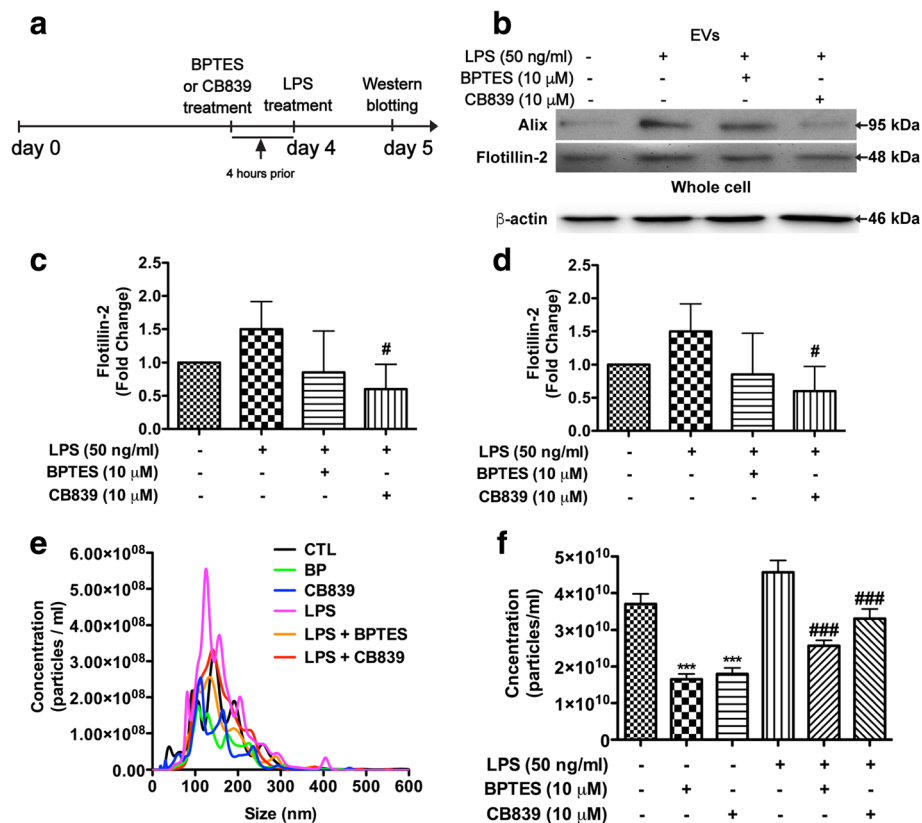 a
BPTES
or CB839
treatment
LPS
treatment
Western
blotting
day 0
day 4
day 5
4 hours prior
b
EVs
LPS (50 ng/ml) - + + +
BPTES (10 μM) - - + -
CB839 (10 μM) - - - +
Alix 95 kDa
Flotillin-2 48 kDa
Whole cell
β-actin 46 kDa
c
Flotillin-2
(Fold Change)
2.5
2.0
1.5
1.0
0.5
0.0
#
LPS (50 ng/ml) - + + +
BPTES (10 μM) - - + -
CB839 (10 μM) - - - +
d
Flotillin-2
(Fold Change)
2.5
2.0
1.5
1.0
0.5
0.0
#
LPS (50 ng/ml) - + + +
BPTES (10 μM) - - + -
CB839 (10 μM) - - - +
e
Concentration
(particles / ml)
6.00×10⁰⁸
5.00×10⁰⁸
4.00×10⁰⁸
3.00×10⁰⁸
2.00×10⁰⁸
1.00×10⁰⁸
0.00
0 100 200 300 400 500 600
Size (nm)
CTL
BP
CB839
LPS
LPS + BPTES
LPS + CB839
f
Cncentration
(particles/ml)
5×10¹⁰
4×10¹⁰
3×10¹⁰
2×10¹⁰
1×10¹⁰
0
*** *** ### ###
LPS (50 ng/ml) - - - + + +
BPTES (10 μM) - + - - + -
CB839 (10 μM) - - + - - +